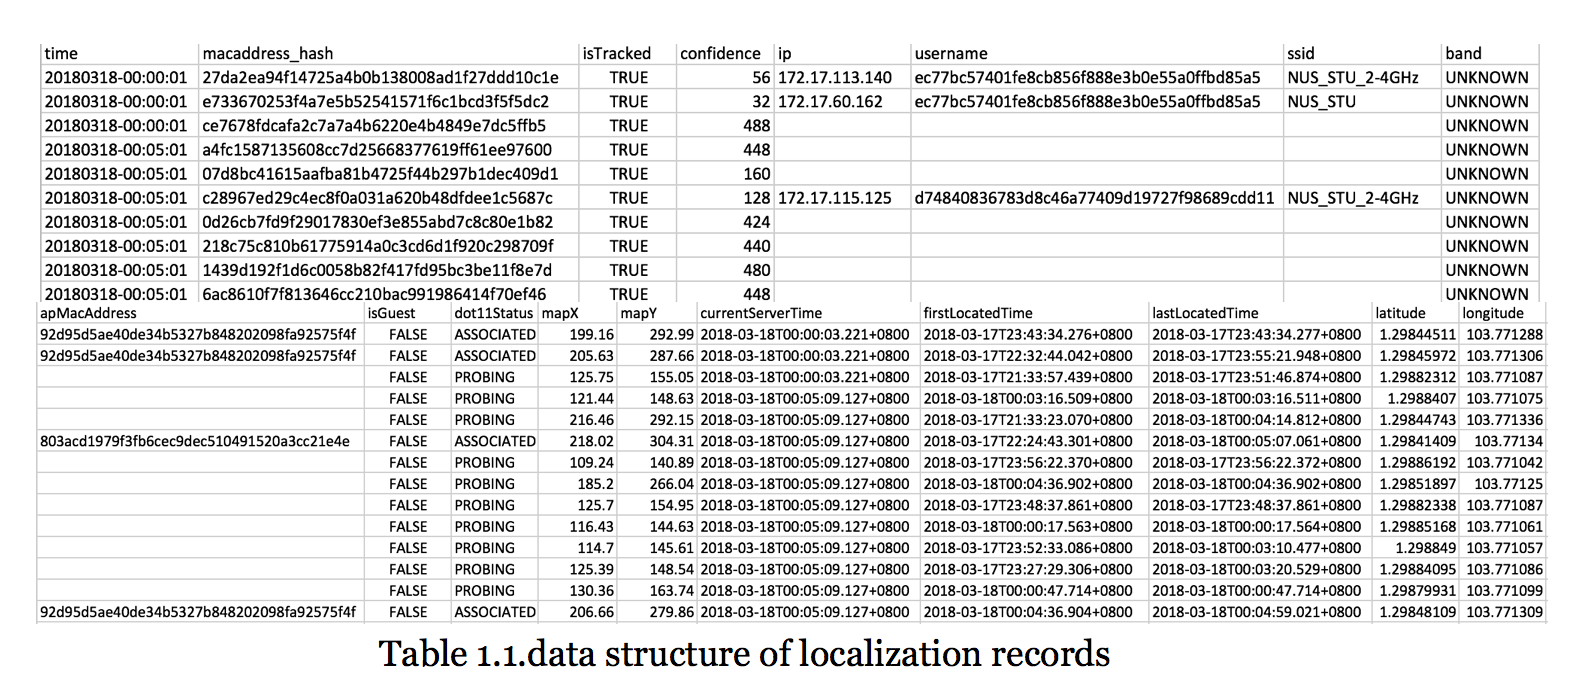 time macaddress_hash isTracked confidence ip username ssid band
20180318-00:00:01 27da2ea94f14725a4b0b138008ad1f27ddd10c1e TRUE 56 172.17.113.140 ec77bc57401fe8cb856f888e3b0e55a0ffbd85a5 NUS_STU_2-4GHz UNKNOWN
20180318-00:00:01 e733670253f4a7e5b52541571f6c1bcd3f5f5dc2 TRUE 32 172.17.60.162 ec77bc57401fe8cb856f888e3b0e55a0ffbd85a5 NUS_STU UNKNOWN
20180318-00:00:01 ce7678fdcafa2c7a7a4b6220e4b4849e7dc5ffb5 TRUE 488 UNKNOWN
20180318-00:05:01 a4fc1587135608cc7d25668377619ff61ee97600 TRUE 448 UNKNOWN
20180318-00:05:01 07d8bc41615aafba81b4725f44b297b1dec409d1 TRUE 160 UNKNOWN
20180318-00:05:01 c28967ed29c4ec8f0a031a620b48dfdee1c5687c TRUE 128 172.17.115.125 d74840836783d8c46a77409d19727f98689cdd11 NUS_STU_2-4GHz UNKNOWN
20180318-00:05:01 0d26cb7fd9f29017830ef3e855abd7c8c80e1b82 TRUE 424 UNKNOWN
20180318-00:05:01 218c75c810b61775914a0c3cd6d1f920c298709f TRUE 440 UNKNOWN
20180318-00:05:01 1439d192f1d6c0058b82f417fd95bc3be11f8e7d TRUE 480 UNKNOWN
20180318-00:05:01 6ac8610f7f813646cc210bac991986414f70ef46 TRUE 448 UNKNOWN
apMacAddress isGuest dot11Status mapX mapY currentServerTime firstLocatedTime lastLocatedTime latitude longitude
92d95d5ae40de34b5327b848202098fa92575f4f FALSE ASSOCIATED 199.16 292.99 2018-03-18T00:00:03.221+0800 2018-03-17T23:43:34.276+0800 2018-03-17T23:43:34.277+0800 1.29844511 103.771288
92d95d5ae40de34b5327b848202098fa92575f4f FALSE ASSOCIATED 205.63 287.66 2018-03-18T00:00:03.221+0800 2018-03-17T22:32:44.042+0800 2018-03-17T23:55:21.948+0800 1.29845972 103.771306
FALSE PROBING 125.75 155.05 2018-03-18T00:00:03.221+0800 2018-03-17T21:33:57.439+0800 2018-03-17T23:51:46.874+0800 1.29882312 103.771087
FALSE PROBING 121.44 148.63 2018-03-18T00:05:09.127+0800 2018-03-18T00:03:16.509+0800 2018-03-18T00:03:16.511+0800 1.2988407 103.771075
FALSE PROBING 216.46 292.15 2018-03-18T00:05:09.127+0800 2018-03-17T21:33:23.070+0800 2018-03-18T00:04:14.812+0800 1.29844743 103.771336
803acd1979f3fb6cec9dec510491520a3cc21e4e FALSE ASSOCIATED 218.02 304.31 2018-03-18T00:05:09.127+0800 2018-03-17T22:24:43.301+0800 2018-03-18T00:05:07.061+0800 1.29841409 103.77134
FALSE PROBING 109.24 140.89 2018-03-18T00:05:09.127+0800 2018-03-17T23:56:22.370+0800 2018-03-17T23:56:22.372+0800 1.29886192 103.771042
FALSE PROBING 185.2 266.04 2018-03-18T00:05:09.127+0800 2018-03-18T00:04:36.902+0800 2018-03-18T00:04:36.902+0800 1.29851897 103.77125
FALSE PROBING 125.7 154.95 2018-03-18T00:05:09.127+0800 2018-03-17T23:48:37.861+0800 2018-03-17T23:48:37.861+0800 1.29882338 103.771087
FALSE PROBING 116.43 144.63 2018-03-18T00:05:09.127+0800 2018-03-18T00:00:17.563+0800 2018-03-18T00:00:17.564+0800 1.29885168 103.771061
FALSE PROBING 114.7 145.61 2018-03-18T00:05:09.127+0800 2018-03-17T23:52:33.086+0800 2018-03-18T00:03:10.477+0800 1.298849 103.771057
FALSE PROBING 125.39 148.54 2018-03-18T00:05:09.127+0800 2018-03-17T23:27:29.306+0800 2018-03-18T00:03:20.529+0800 1.29884095 103.771086
FALSE PROBING 130.36 163.74 2018-03-18T00:05:09.127+0800 2018-03-18T00:00:47.714+0800 2018-03-18T00:00:47.714+0800 1.29879931 103.771099
92d95d5ae40de34b5327b848202098fa92575f4f FALSE ASSOCIATED 206.66 279.86 2018-03-18T00:05:09.127+0800 2018-03-18T00:04:36.904+0800 2018-03-18T00:04:59.021+0800 1.29848109 103.771309
Table 1.1.data structure of localization records